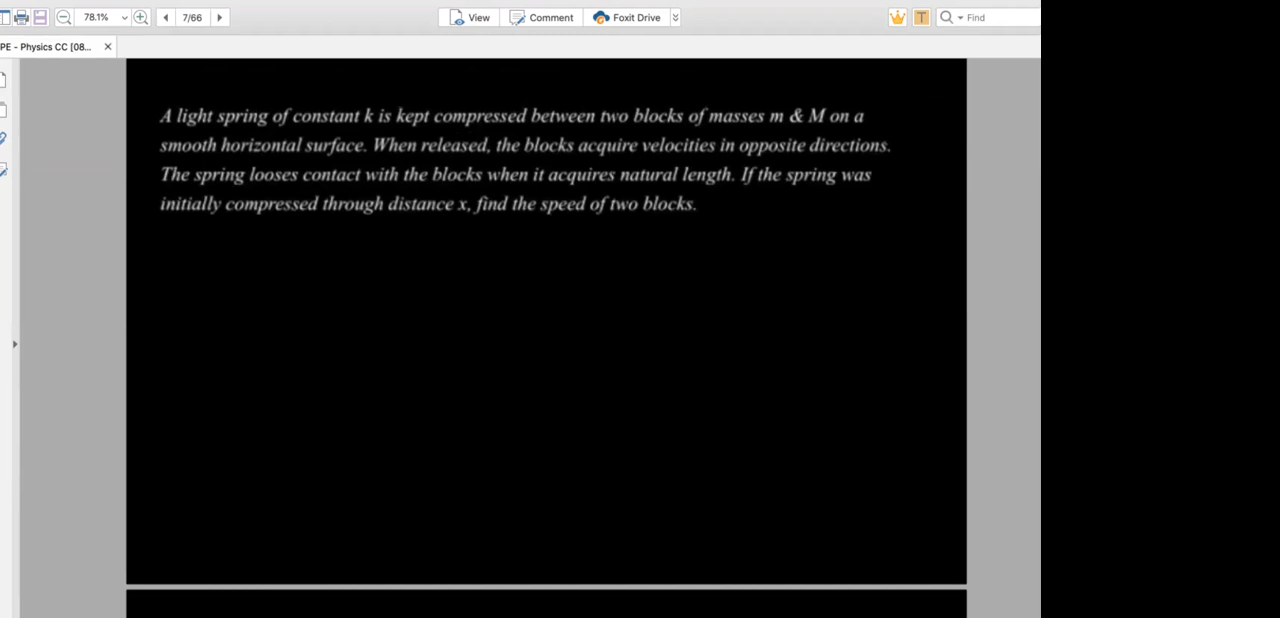 78.1%
7/66
View
Comment
Foxit Drive
T
Find
PE - Physics CC [08...
A light spring of constant k is kept compressed between two blocks of masses m & M on a
smooth horizontal surface. When released, the blocks acquire velocities in opposite directions.
The spring looses contact with the blocks when it acquires natural length. If the spring was
initially compressed through distance x, find the speed of two blocks.